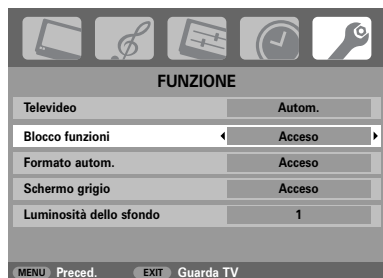 FUNZIONE
Televideo Autom.
Blocco funzioni Acceso
Formato autom. Acceso
Schermo grigio Acceso
Luminosità dello sfondo 1
MENU Preced. EXIT Guarda TV